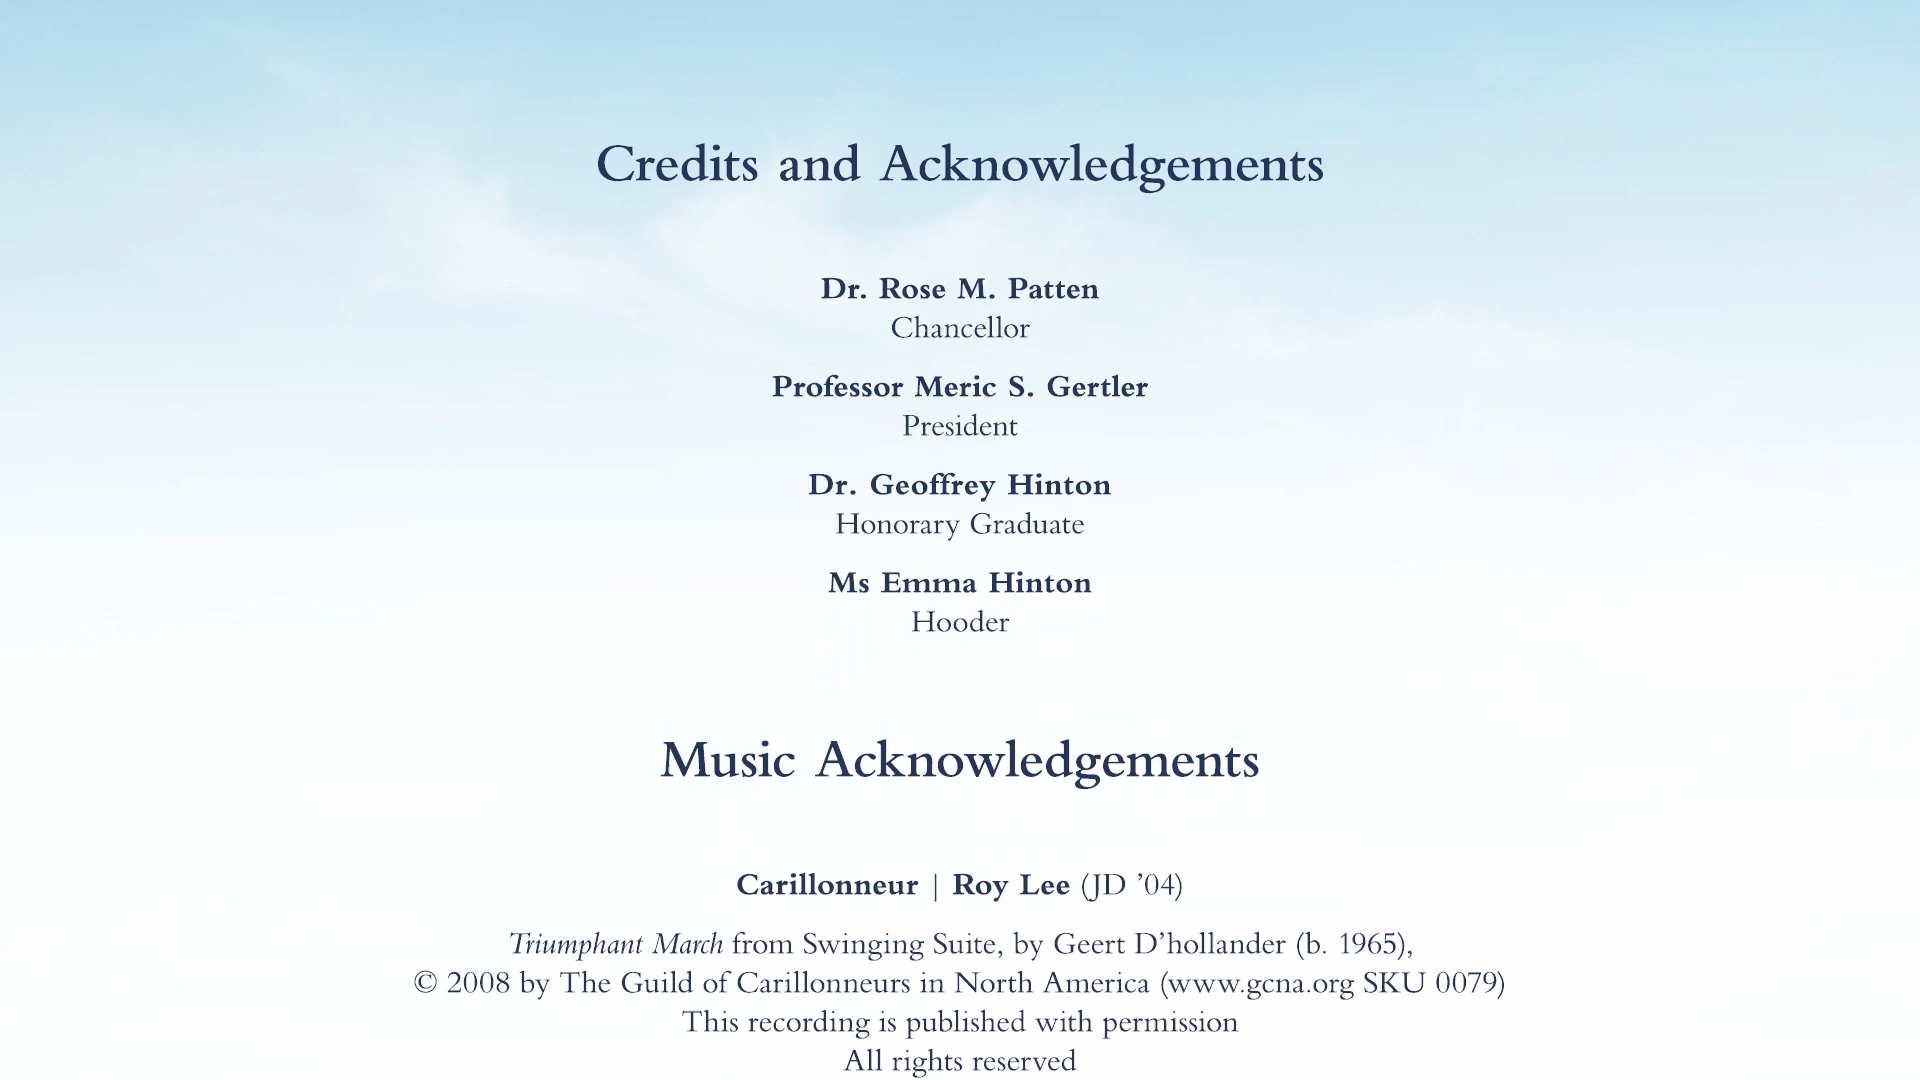 Credits and Acknowledgements
Dr. Rose M. Patten
Chancellor
Professor Meric S. Gertler
President
Dr. Geoffrey Hinton
Honorary Graduate
Ms Emma Hinton
Hooder
Music Acknowledgements
Carillonneur | Roy Lee (JD ’04)
Triumphant March from Swinging Suite, by Geert D’hollander (b. 1965),
© 2008 by The Guild of Carillonneurs in North America (www.gcna.org SKU 0079)
This recording is published with permission
All rights reserved